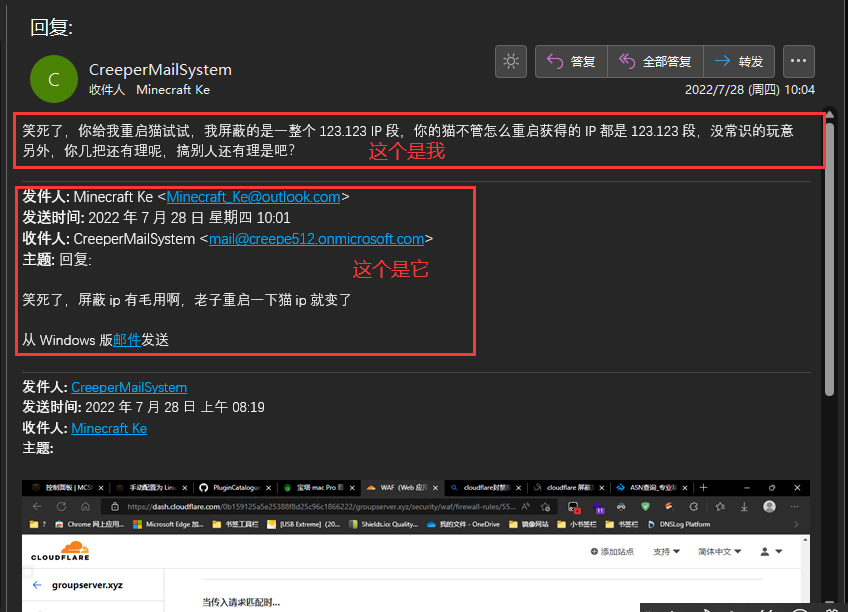 回复:
C
CreeperMailSystem
收件人 Minecraft Ke
答复
全部答复
转发
2022/7/28 (周四) 10:04
笑死了，你给我重启猫试试，我屏蔽的是一整个 123.123 IP 段，你的猫不管怎么重启获得的 IP 都是 123.123 段，没常识的玩意
另外，你几把还有理呢，搞别人还有理是吧？
这个是我
发件人: Minecraft Ke <Minecraft_Ke@outlook.com>
发送时间: 2022 年 7 月 28 日 星期四 10:01
收件人: CreeperMailSystem <mail@creepe512.onmicrosoft.com>
主题: 回复:
这个是它
笑死了，屏蔽 ip 有毛用啊，老子重启一下猫 ip 就变了
从 Windows 版邮件发送
发件人: CreeperMailSystem
发送时间: 2022 年 7 月 28 日 上午 08:19
收件人: Minecraft Ke
主题:
控制面板 | MCS
手动配置为 Linu
PluginCatalogu
宝塔 mac Pro
WAF（Web 应
cloudflare封禁
cloudflare 屏蔽
ASN查询_专业
https://dash.cloudflare.com/0b159125a5e25388f8d25c96c1866222/groupserver.xyz/security/waf/firewall-rules/55...
?
Chrome 网上应用...
Microsoft Edge 加...
书签工具栏
[USB Extreme] (20...
Shields.io: Quality...
我的文件 - OneDrive
镜像网站
小书签栏
书签栏
DNSLog Platform
CLOUDFLARE
添加站点
支持
简体中文
groupserver.xyz
当传入请求匹配时...